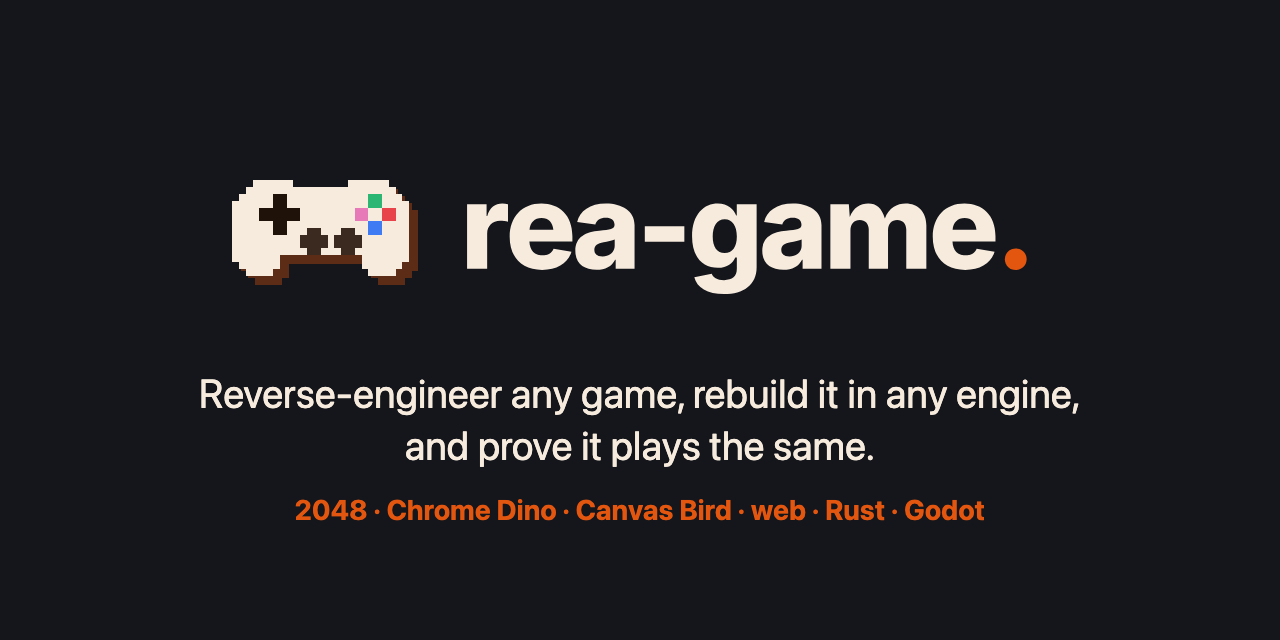 rea-game.
Reverse-engineer any game, rebuild it in any engine,
and prove it plays the same.
2048 · Chrome Dino · Canvas Bird · web · Rust · Godot